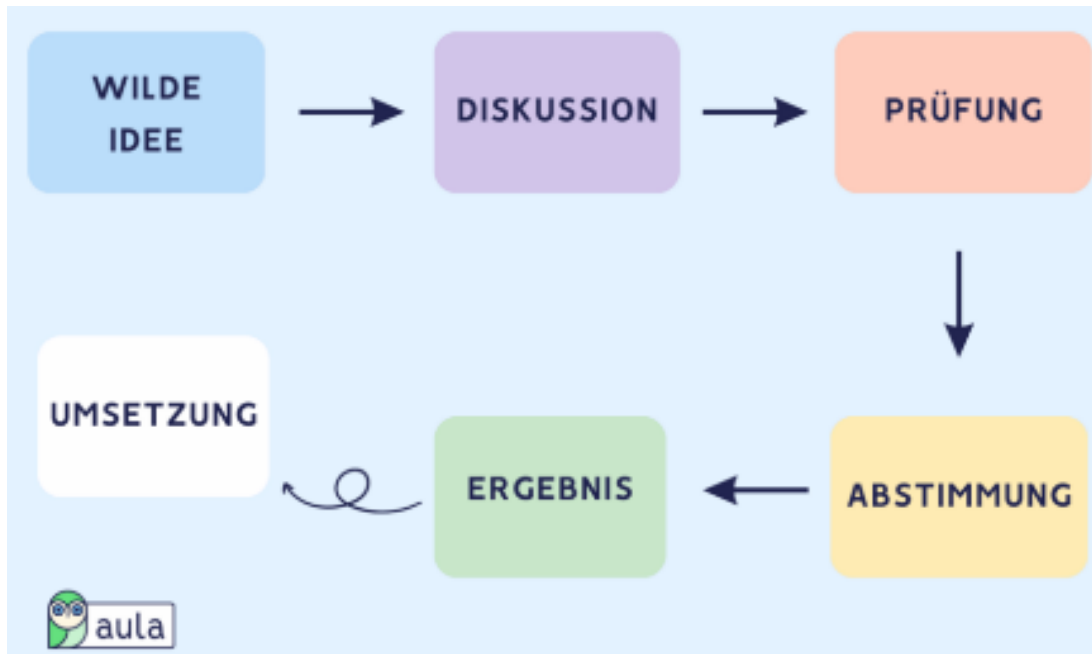 WILDE
IDEE
DISKUSSION
PRÜFUNG
UMSETZUNG
ERGEBNIS
ABSTIMMUNG
aula